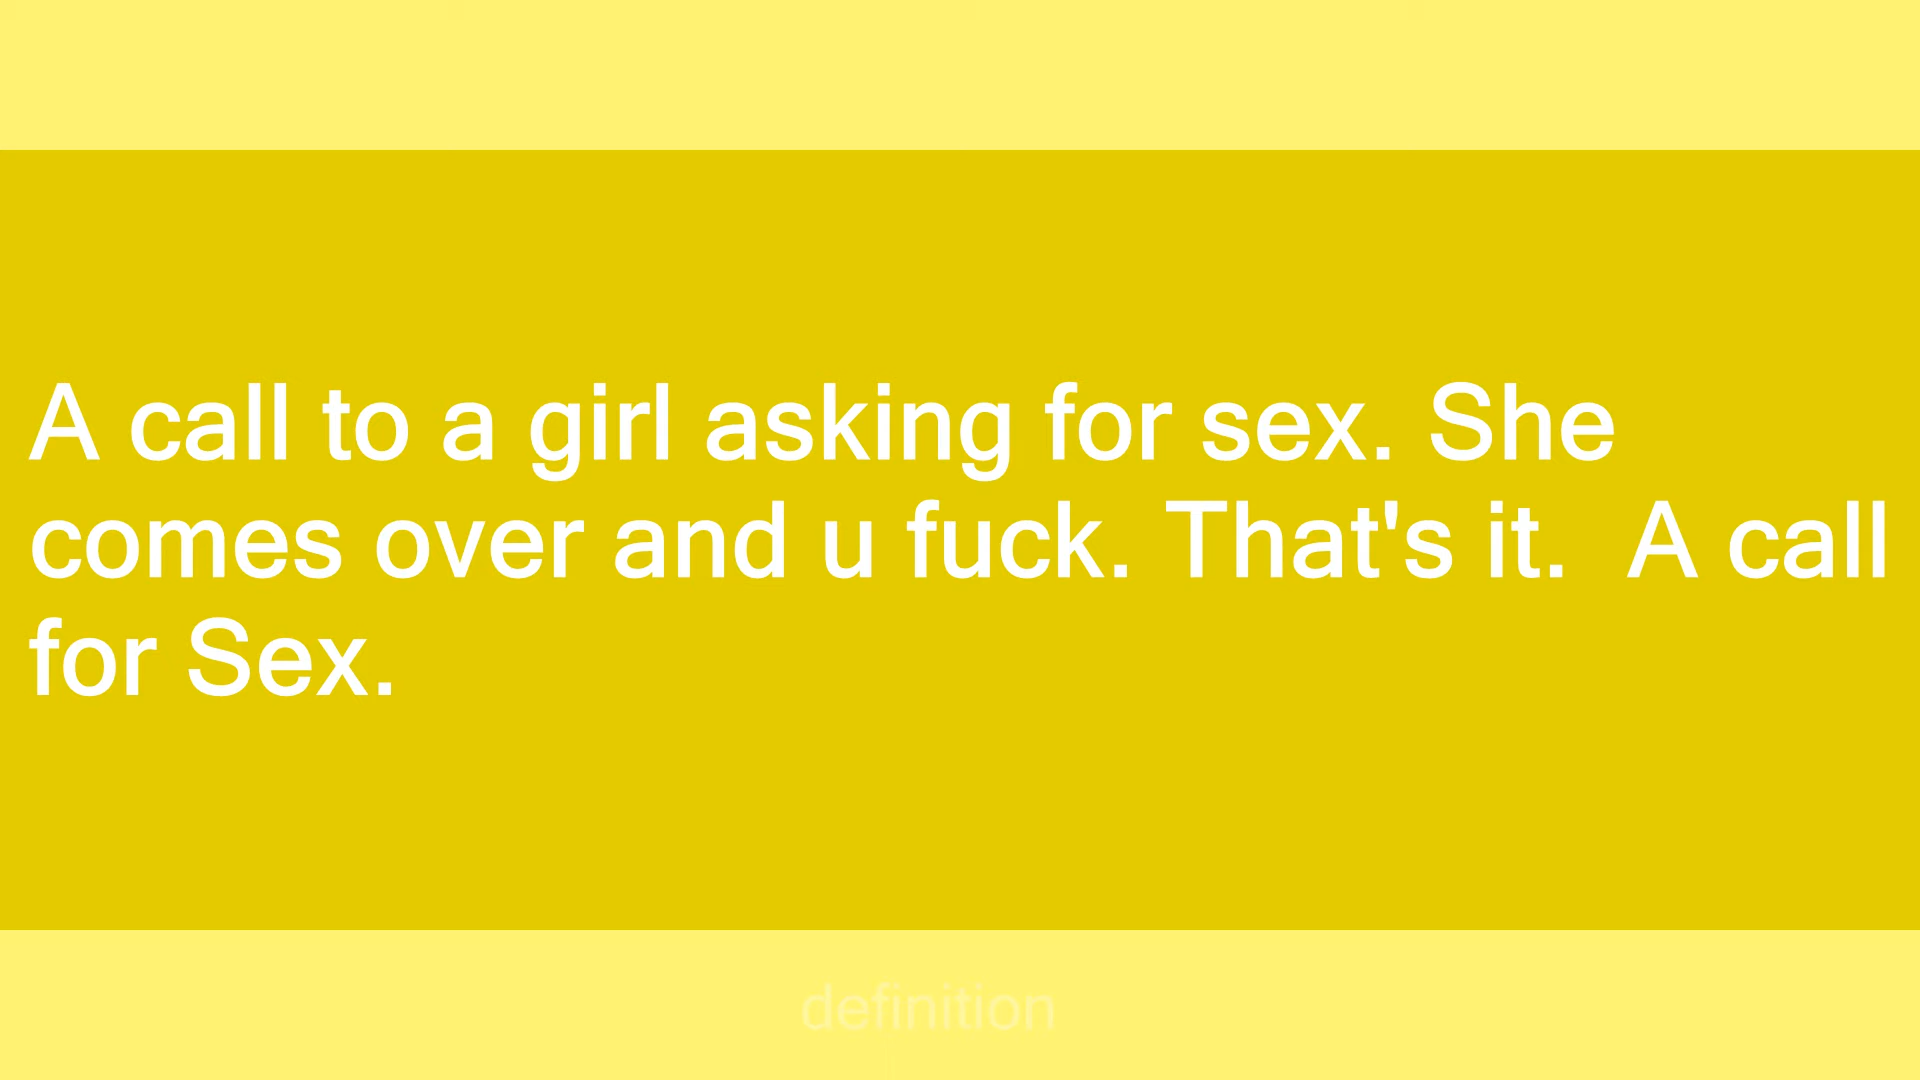 A call to a girl asking for sex. She
comes over and u fuck. That's it.  A call
for Sex.
definition